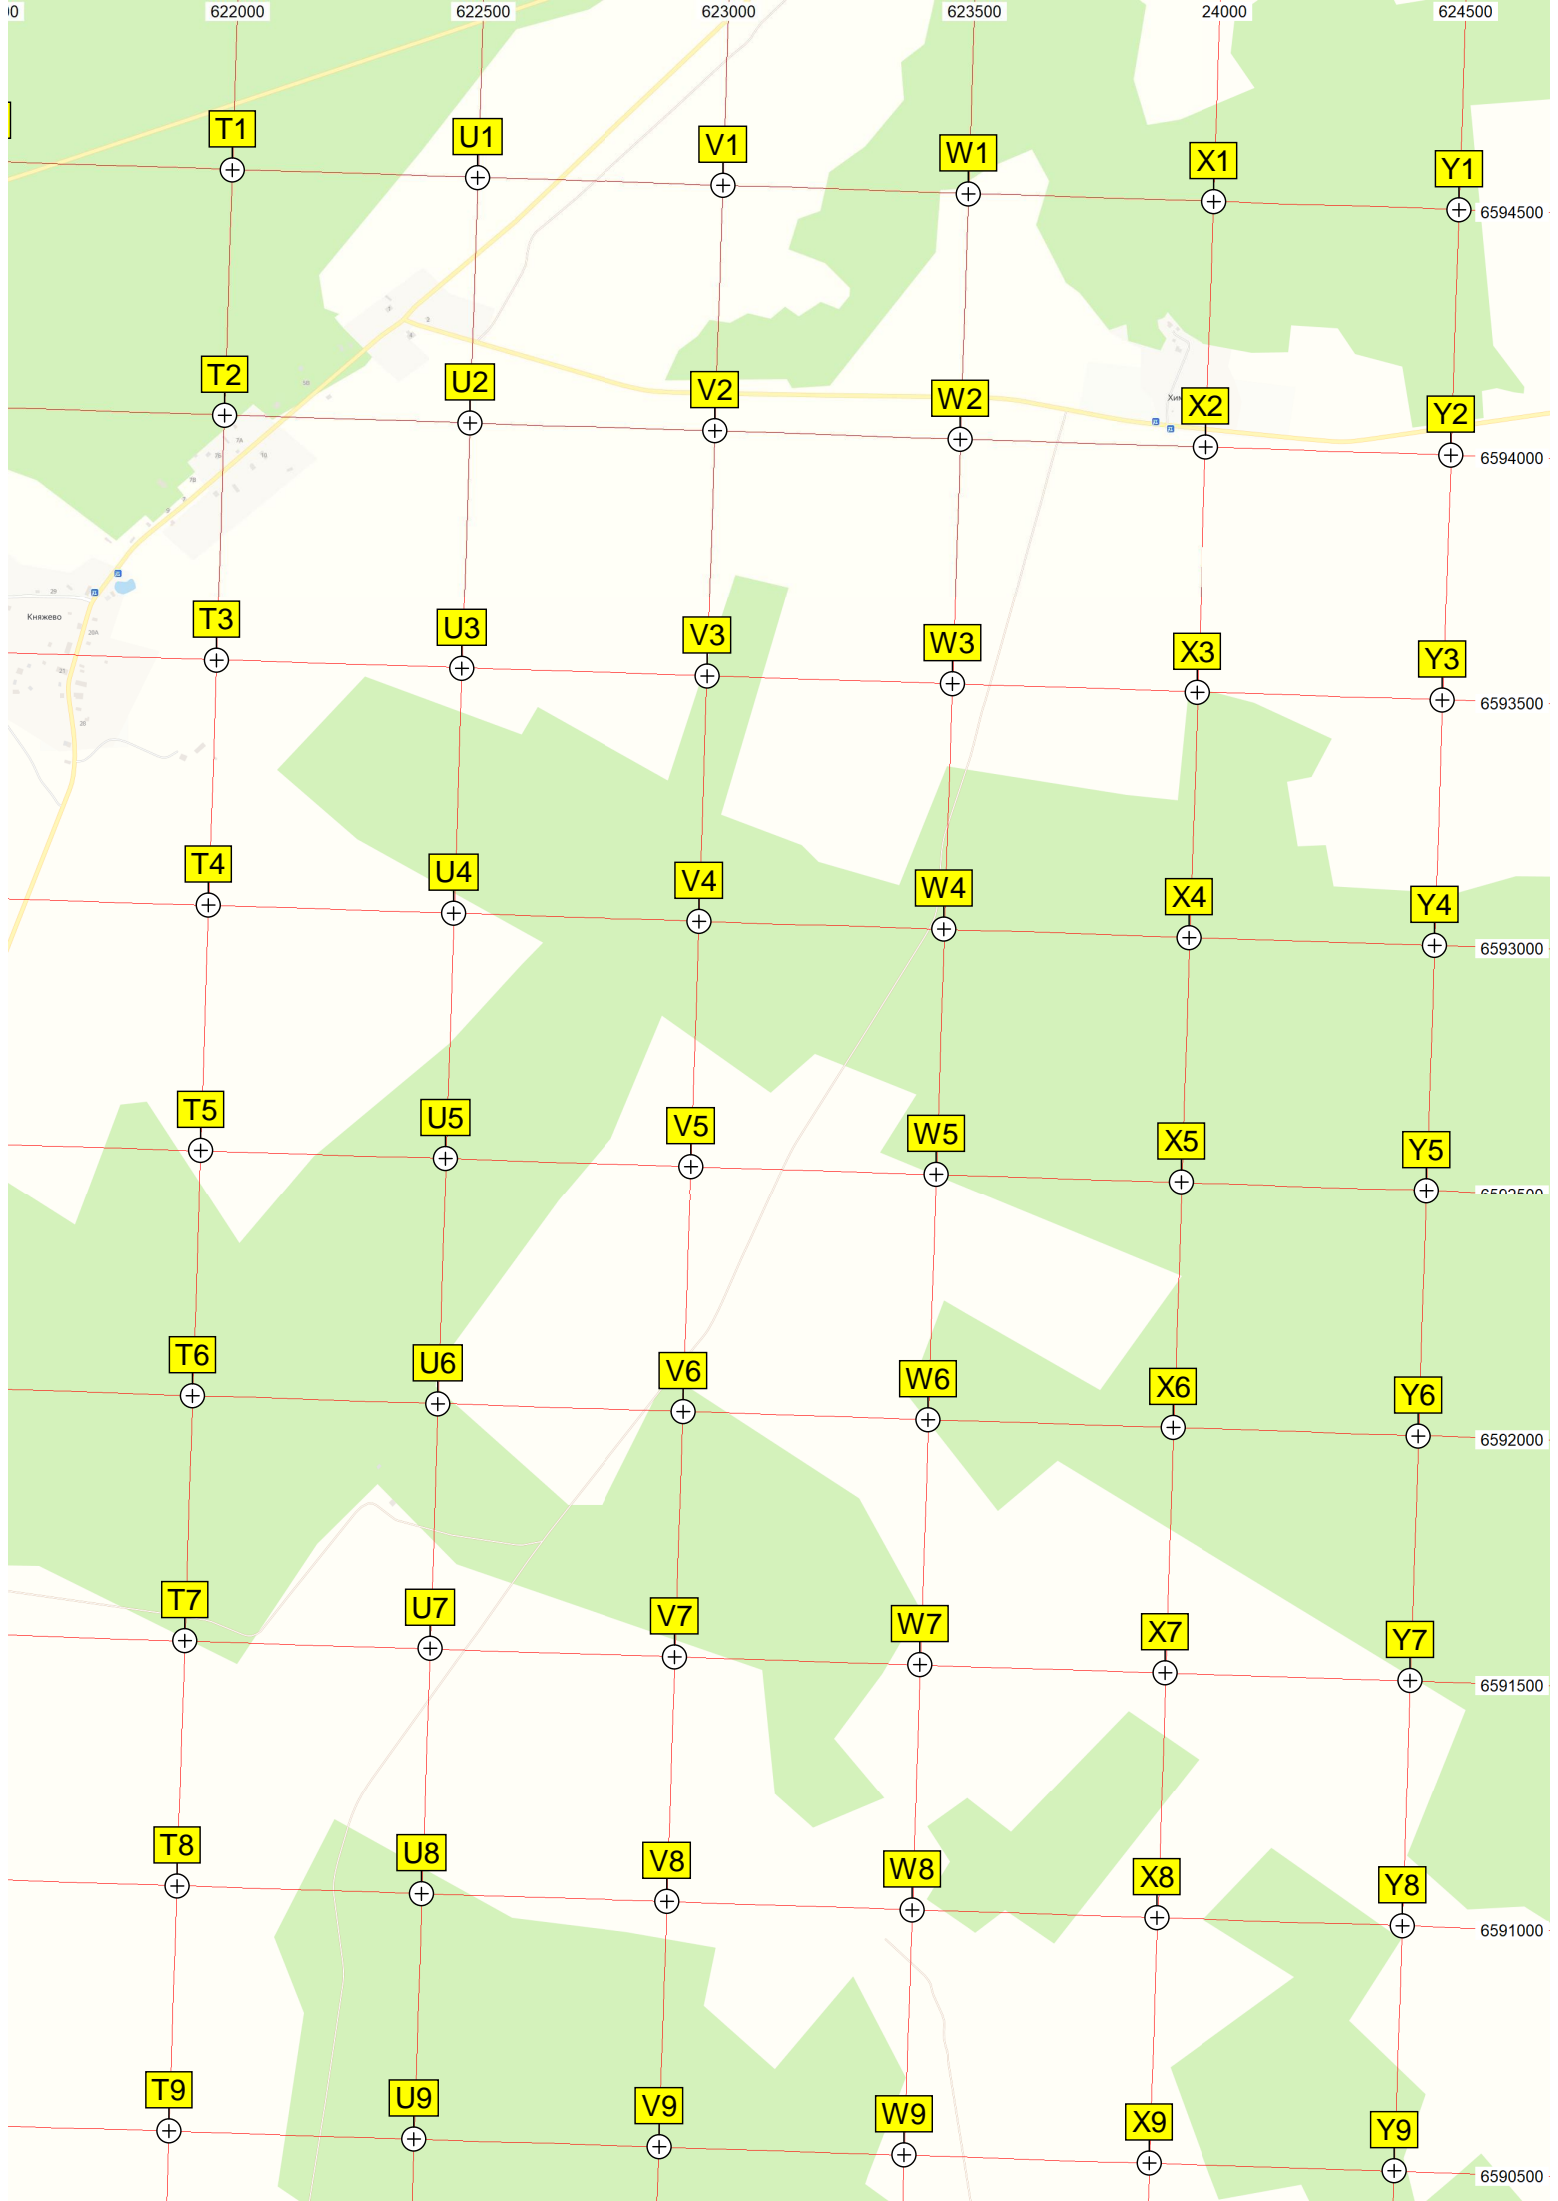 622000 622500 623000 623500 24000 624500
T1 U1 V1 W1 X1 Y1
6594500
T2 U2 V2 W2 X2 Y2
6594000
Княжево
T3 U3 V3 W3 X3 Y3
6593500
T4 U4 V4 W4 X4 Y4
6593000
T5 U5 V5 W5 X5 Y5
T6 U6 V6 W6 X6 Y6
6592000
T7 U7 V7 W7 X7 Y7
6591500
T8 U8 V8 W8 X8 Y8
6591000
T9 U9 V9 W9 X9 Y9
6590500